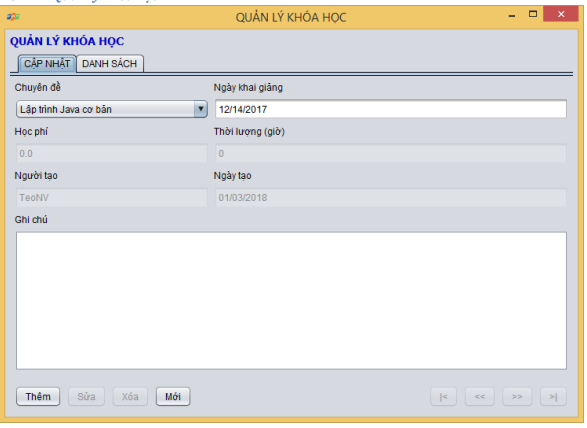 QUẢN LÝ KHÓA HỌC
QUẢN LÝ KHÓA HỌC
CẬP NHẬT DANH SÁCH
Chuyên đề Ngày khai giảng
Lập trình Java cơ bản 12/14/2017
Học phí Thời lượng (giờ)
0.0 0
Người tạo Ngày tạo
TeoNV 01/03/2018
Ghi chú
Thêm Sửa Xóa Mới |< << >> >|